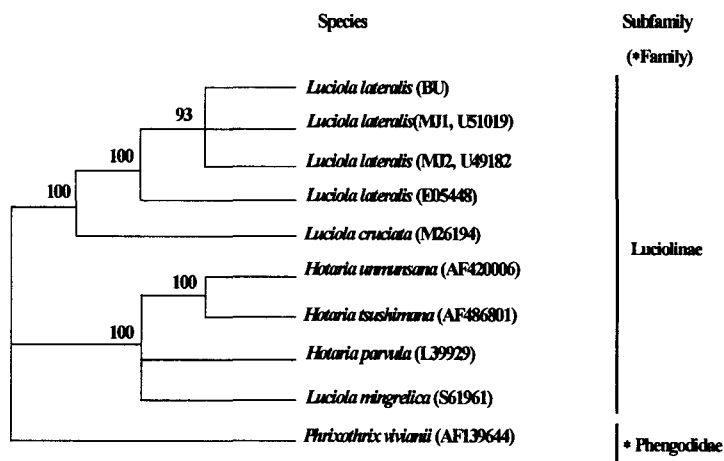 Species
Subfamily
(*Family)
Luciola lateralis (BU)
93
Luciola lateralis(MJ1, U51019)
100
Luciola lateralis (MJ2, U49182
100
Luciola lateralis (E05448)
Luciola cruciata (M26194)
Luciolinae
Hotaria unmunsana (AF420006)
100
Hotaria tsushimana (AF486801)
100
Hotaria parvula (L39929)
Luciola mingrelica (S61961)
Phrixothrix vivianii (AF139644)
* Phengodidae